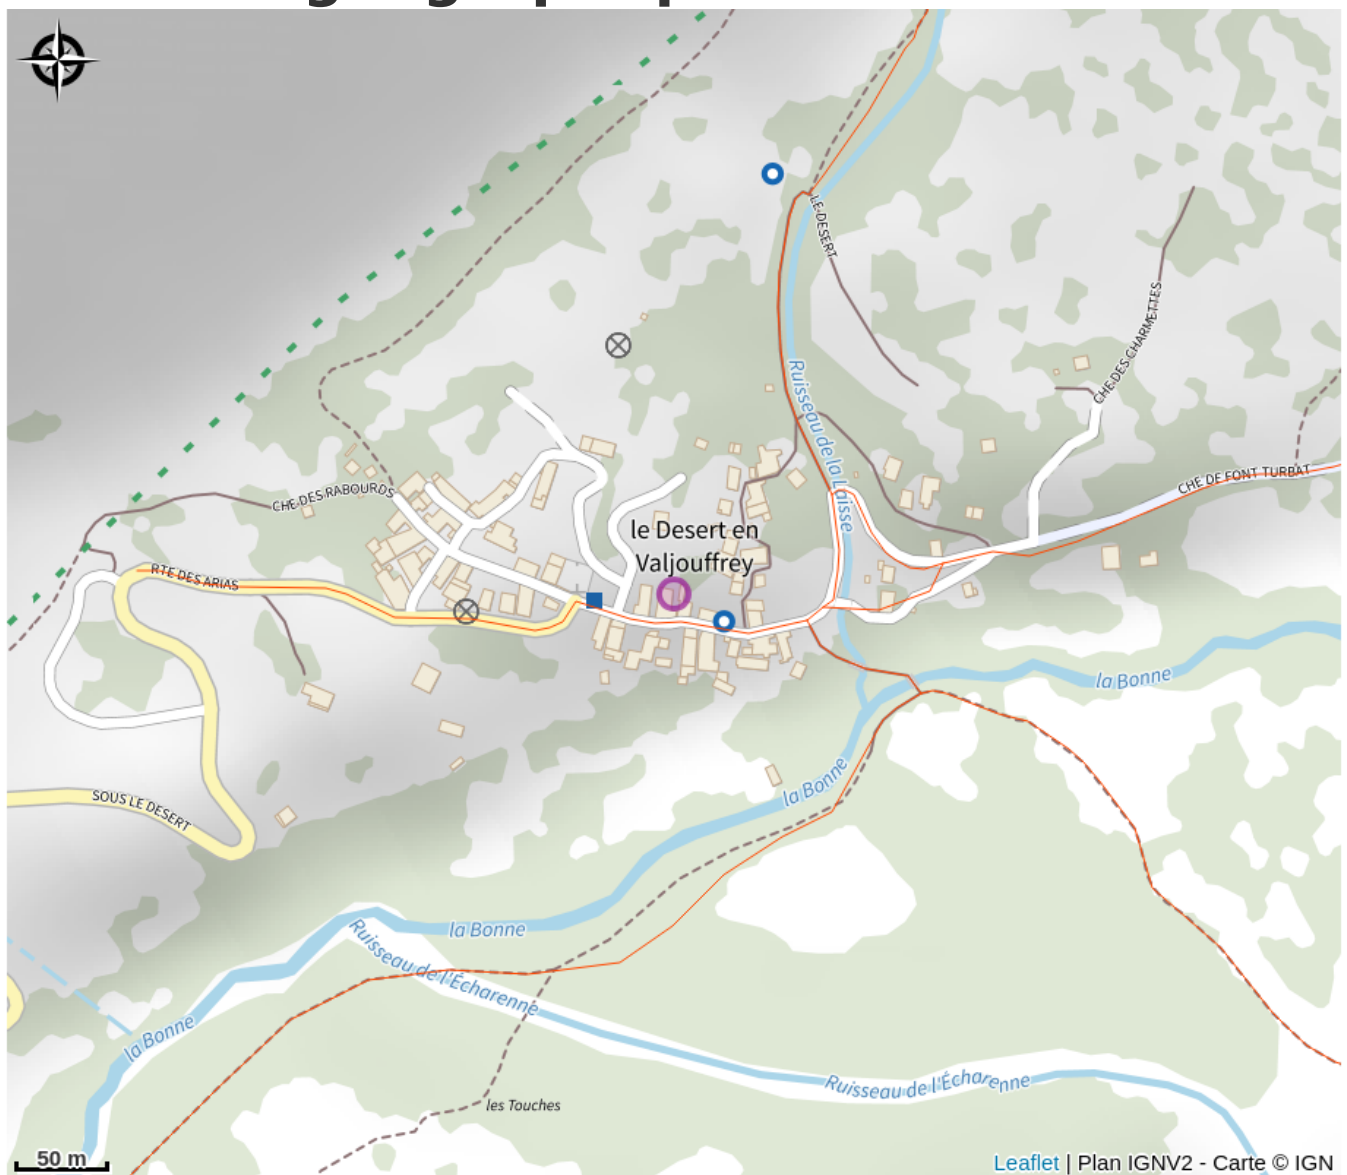 LE DESERT
CHE DES CHARMETTES
Ruisseau de la Laisse
CHE DE FONT TURBAT
CHE DES RABOURDS
le Desert en
Valjouffrey
RTE DES ARIAS
la Bonne
la Bonne
SOUS LE DESERT
la Bonne
Ruisseau de l'Écharenne
la Bonne
Ruisseau de l'Écharenne
les Touches
50 m
Leaflet | Plan IGNV2 - Carte © IGN